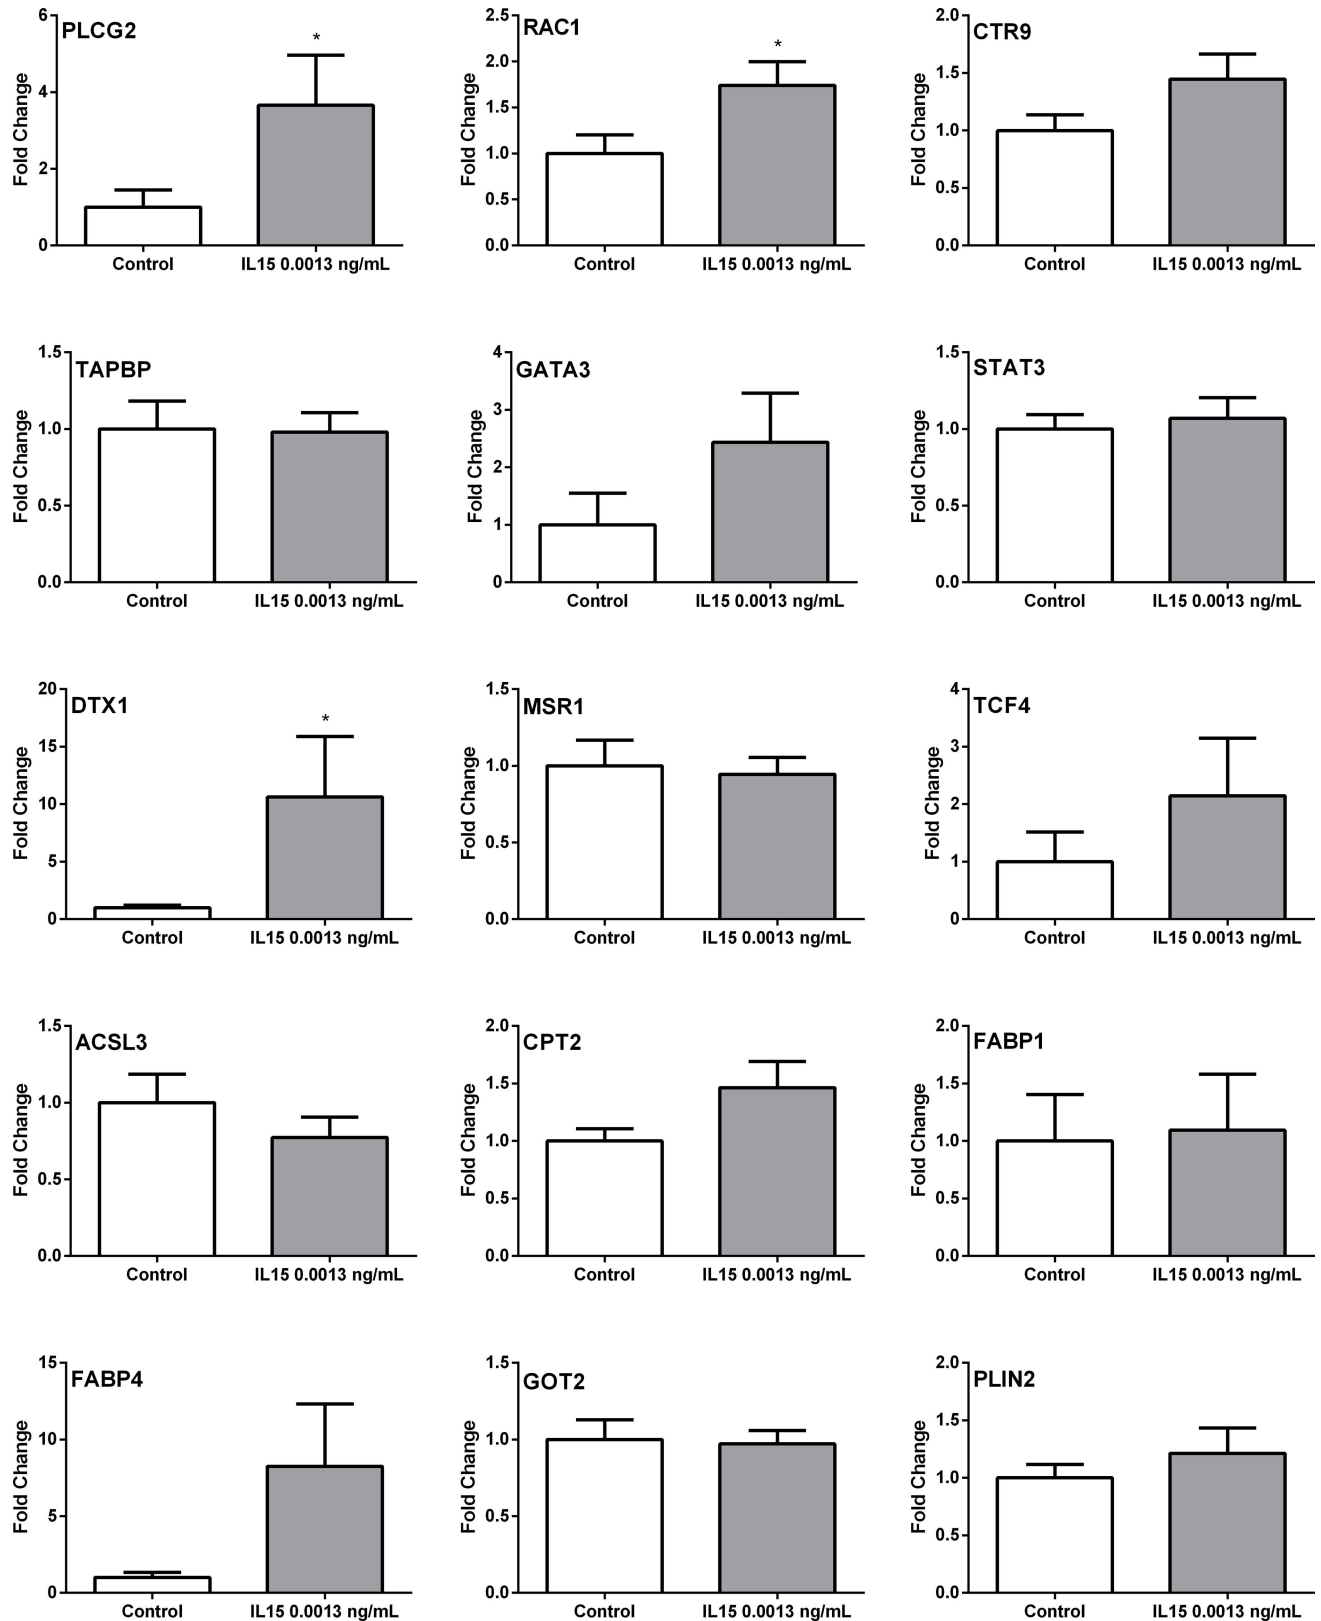 PLCG2
Fold Change
6
4
2
0
*
Control IL15 0.0013 ng/mL
RAC1
Fold Change
2.5
2.0
1.5
1.0
0.5
0.0
*
Control IL15 0.0013 ng/mL
CTR9
Fold Change
2.0
1.5
1.0
0.5
0.0
Control IL15 0.0013 ng/mL
TAPBP
Fold Change
1.5
1.0
0.5
0.0
Control IL15 0.0013 ng/mL
GATA3
Fold Change
4
3
2
1
0
Control IL15 0.0013 ng/mL
STAT3
Fold Change
1.5
1.0
0.5
0.0
Control IL15 0.0013 ng/mL
DTX1
Fold Change
20
15
10
5
0
*
Control IL15 0.0013 ng/mL
MSR1
Fold Change
1.5
1.0
0.5
0.0
Control IL15 0.0013 ng/mL
TCF4
Fold Change
4
3
2
1
0
Control IL15 0.0013 ng/mL
ACSL3
Fold Change
1.5
1.0
0.5
0.0
Control IL15 0.0013 ng/mL
CPT2
Fold Change
2.0
1.5
1.0
0.5
0.0
Control IL15 0.0013 ng/mL
FABP1
Fold Change
2.0
1.5
1.0
0.5
0.0
Control IL15 0.0013 ng/mL
FABP4
Fold Change
15
10
5
0
Control IL15 0.0013 ng/mL
GOT2
Fold Change
1.5
1.0
0.5
0.0
Control IL15 0.0013 ng/mL
PLIN2
Fold Change
2.0
1.5
1.0
0.5
0.0
Control IL15 0.0013 ng/mL